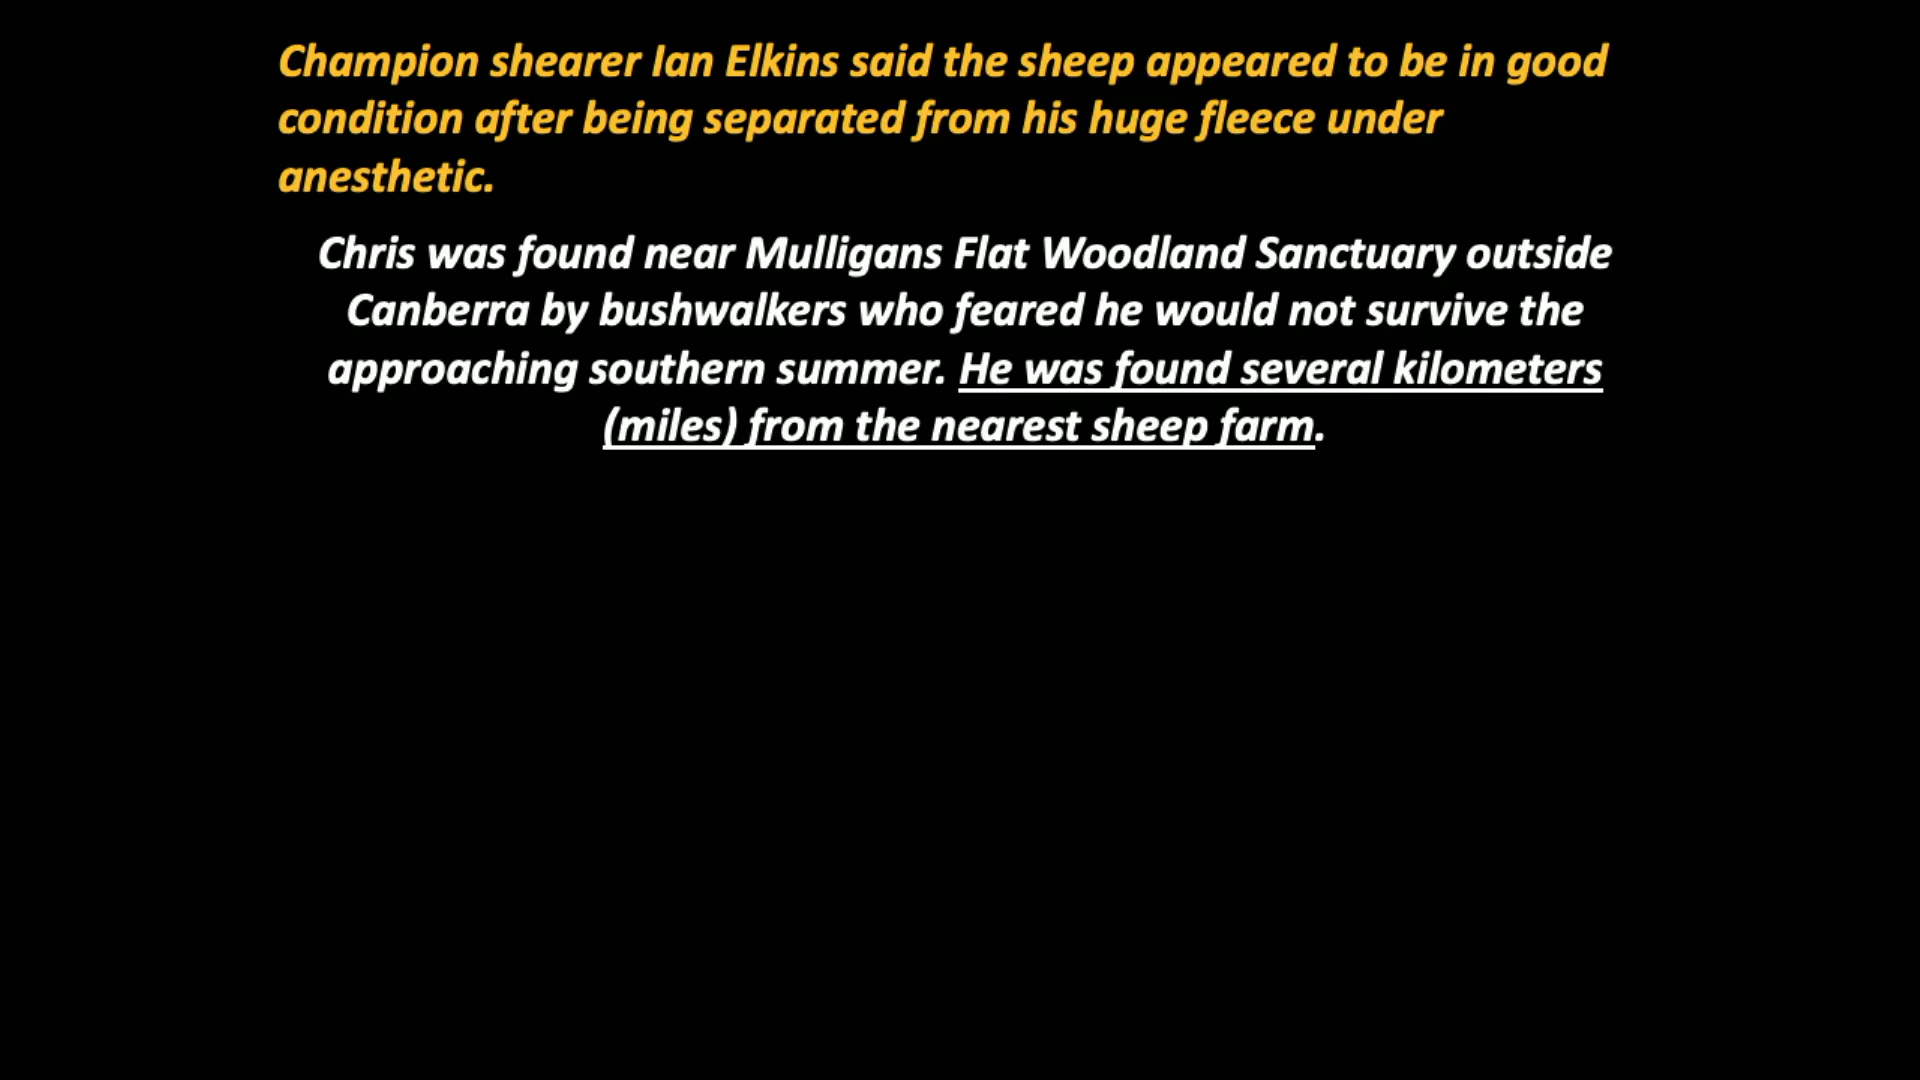 Champion shearer Ian Elkins said the sheep appeared to be in good
condition after being separated from his huge fleece under
anesthetic.
Chris was found near Mulligans Flat Woodland Sanctuary outside
Canberra by bushwalkers who feared he would not survive the
approaching southern summer. He was found several kilometers
(miles) from the nearest sheep farm.